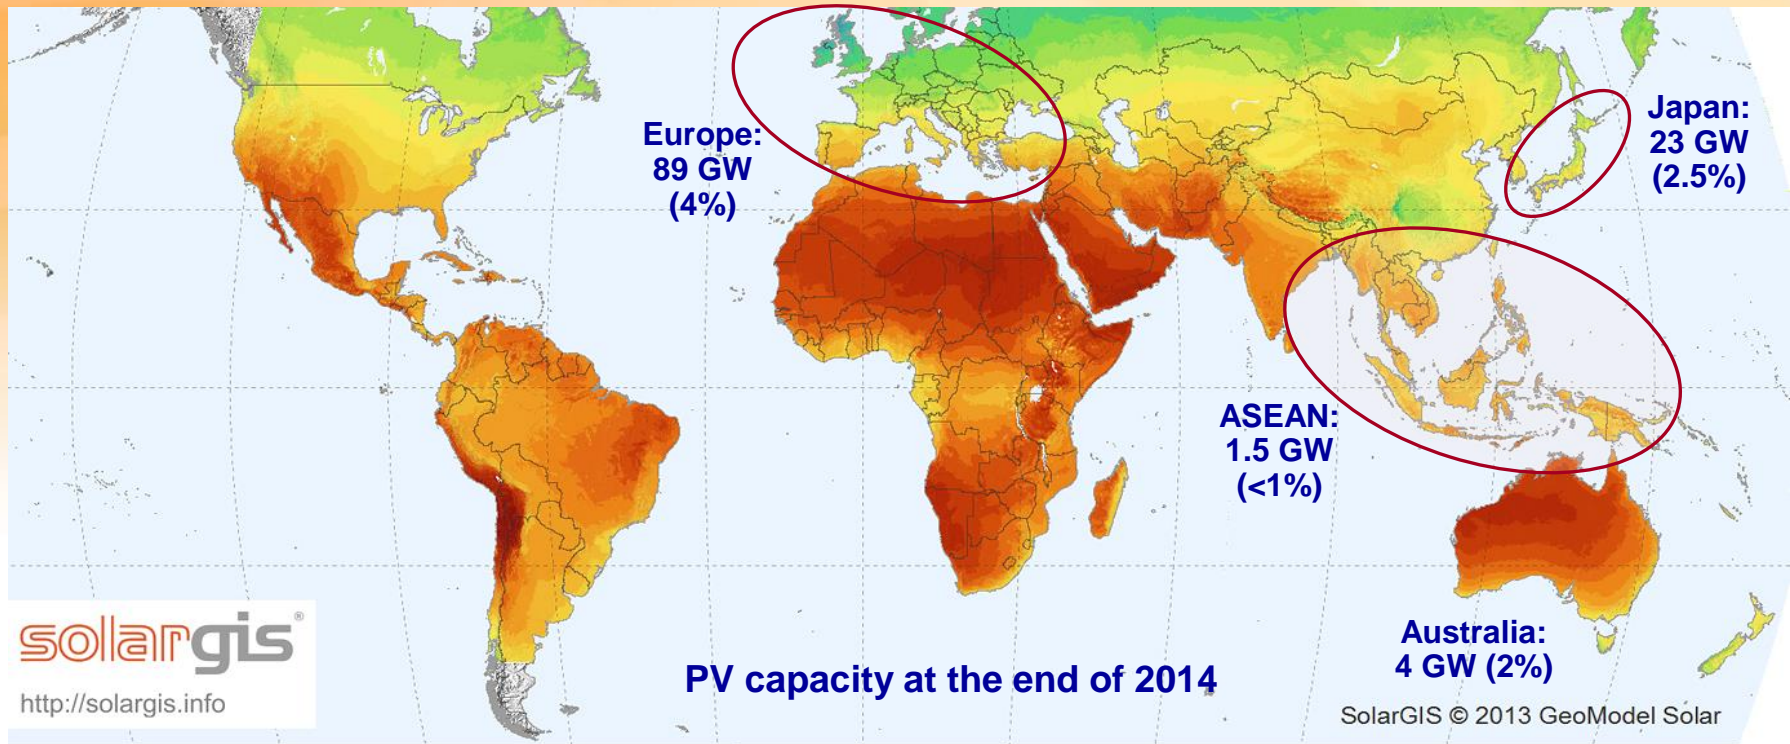 Europe:
89 GW
(4%)
Japan:
23 GW
(2.5%)
ASEAN:
1.5 GW
(<1%)
Australia:
4 GW (2%)
PV capacity at the end of 2014
solargis®
http://solargis.info
SolarGIS © 2013 GeoModel Solar